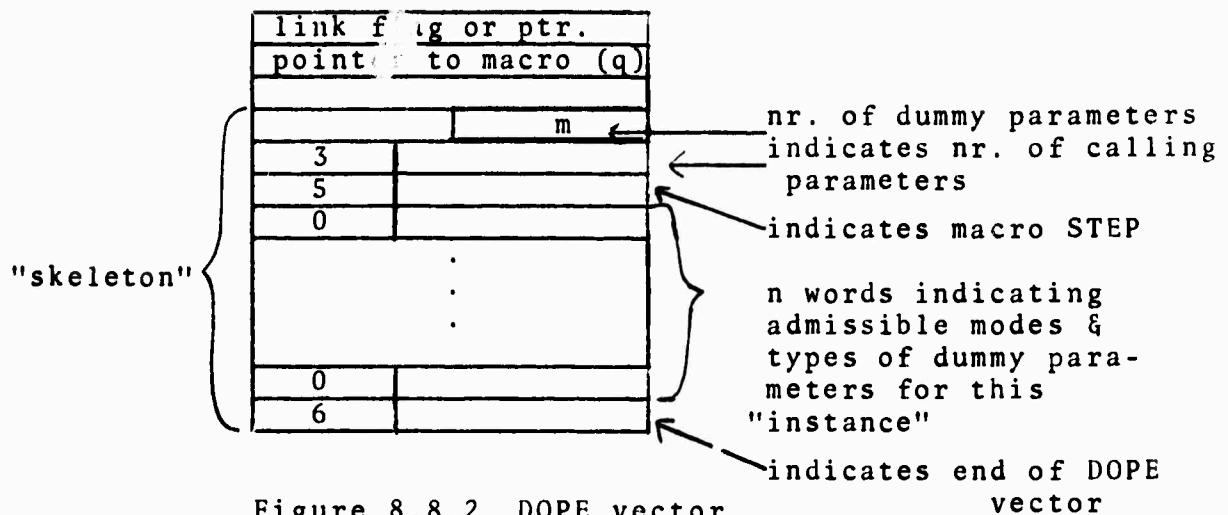 link f ag or ptr.
point to macro (q)
m
nr. of dummy parameters
3
indicates nr. of calling
parameters
5
indicates macro STEP
0
"skeleton"
n words indicating
admissible modes &
types of dummy para-
meters for this
"instance"
0
6
indicates end of DOPE
vector
Figure 8.8.2 DOPE vector